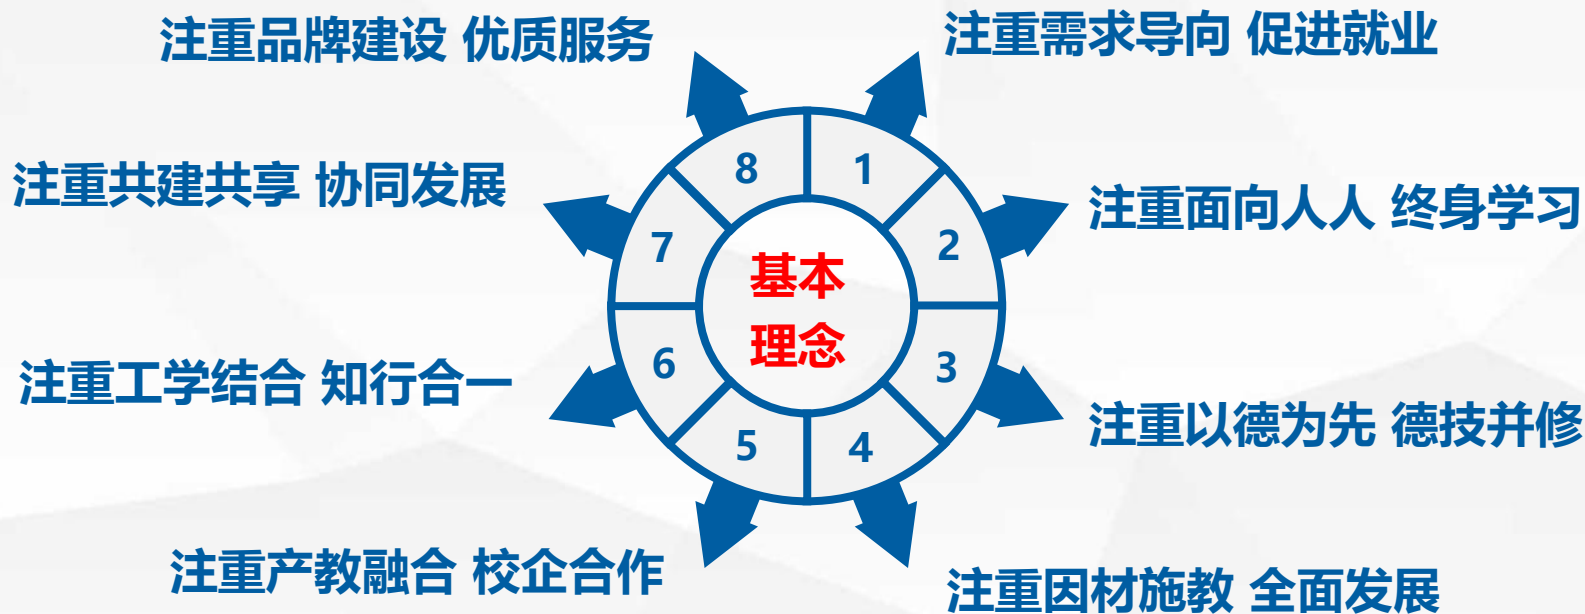 注重品牌建设 优质服务
注重需求导向 促进就业
注重共建共享 协同发展
注重面向人人 终身学习
注重工学结合 知行合一
注重以德为先 德技并修
注重产教融合 校企合作
注重因材施教 全面发展
基本
理念
1
2
3
4
5
6
7
8